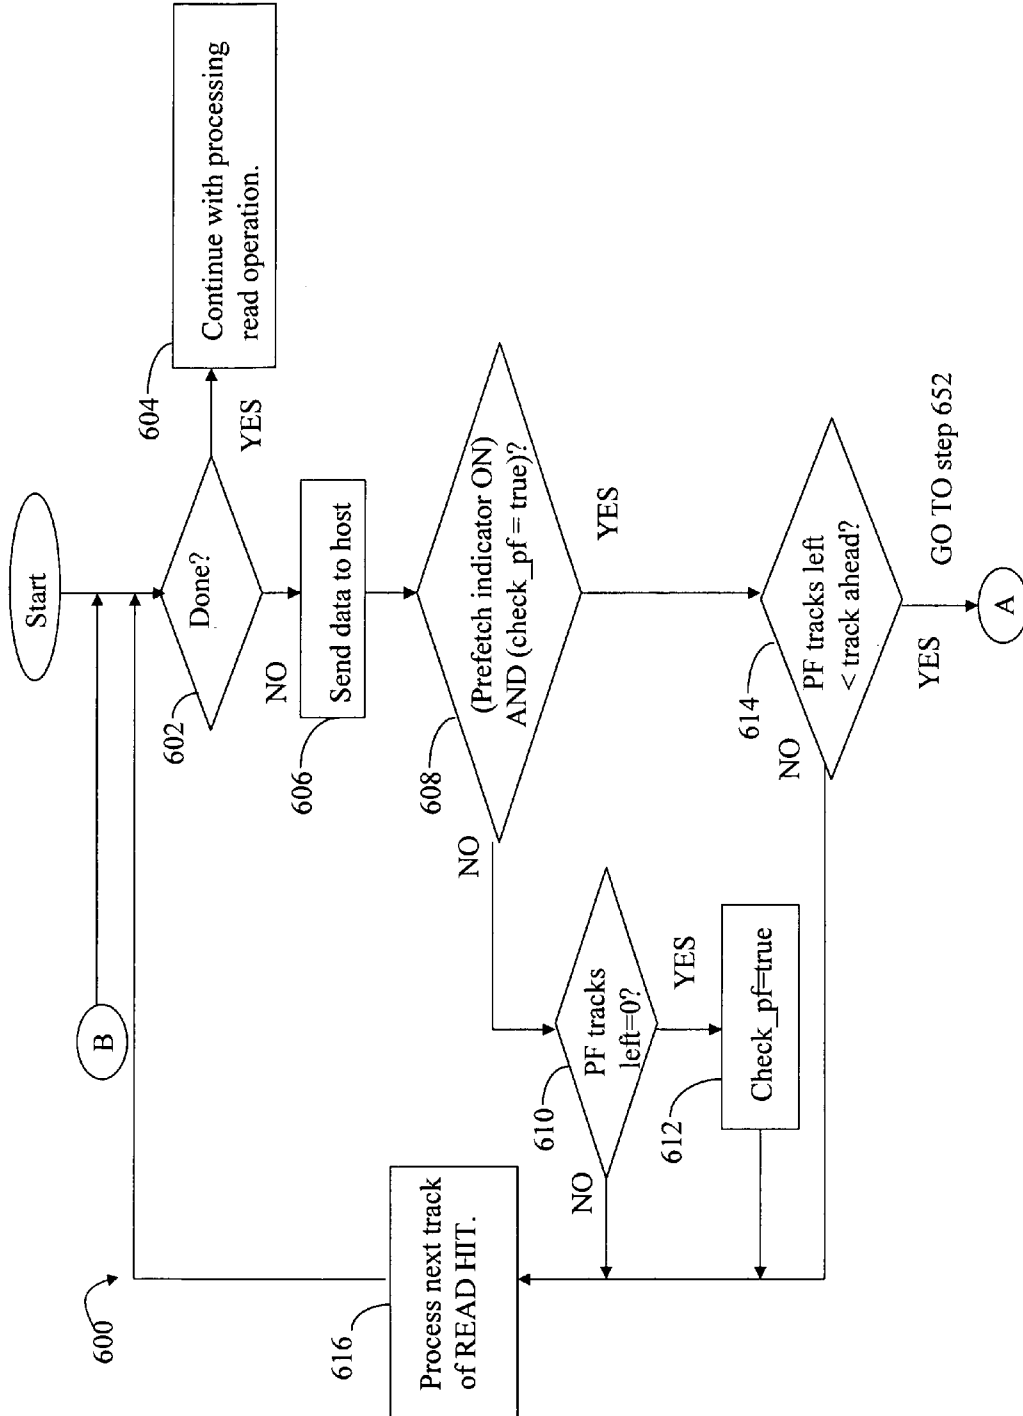 600
Start
B
Done?
602
YES
604
Continue with processing
read operation.
NO
606
Send data to host
608
(Prefetch indicator ON)
AND (check_pf = true)?
NO
YES
610
PF tracks
left=0?
NO
YES
612
Check_pf=true
614
PF tracks left
< track ahead?
NO
YES
GO TO step 652
A
616
Process next track
of READ HIT.